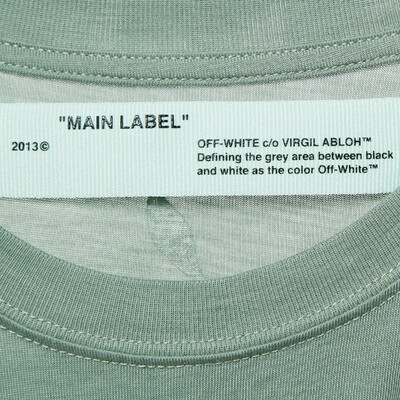 "MAIN LABEL"
2013©
OFF-WHITE c/o VIRGIL ABLOH™
Defining the grey area between black
and white as the color Off-White™